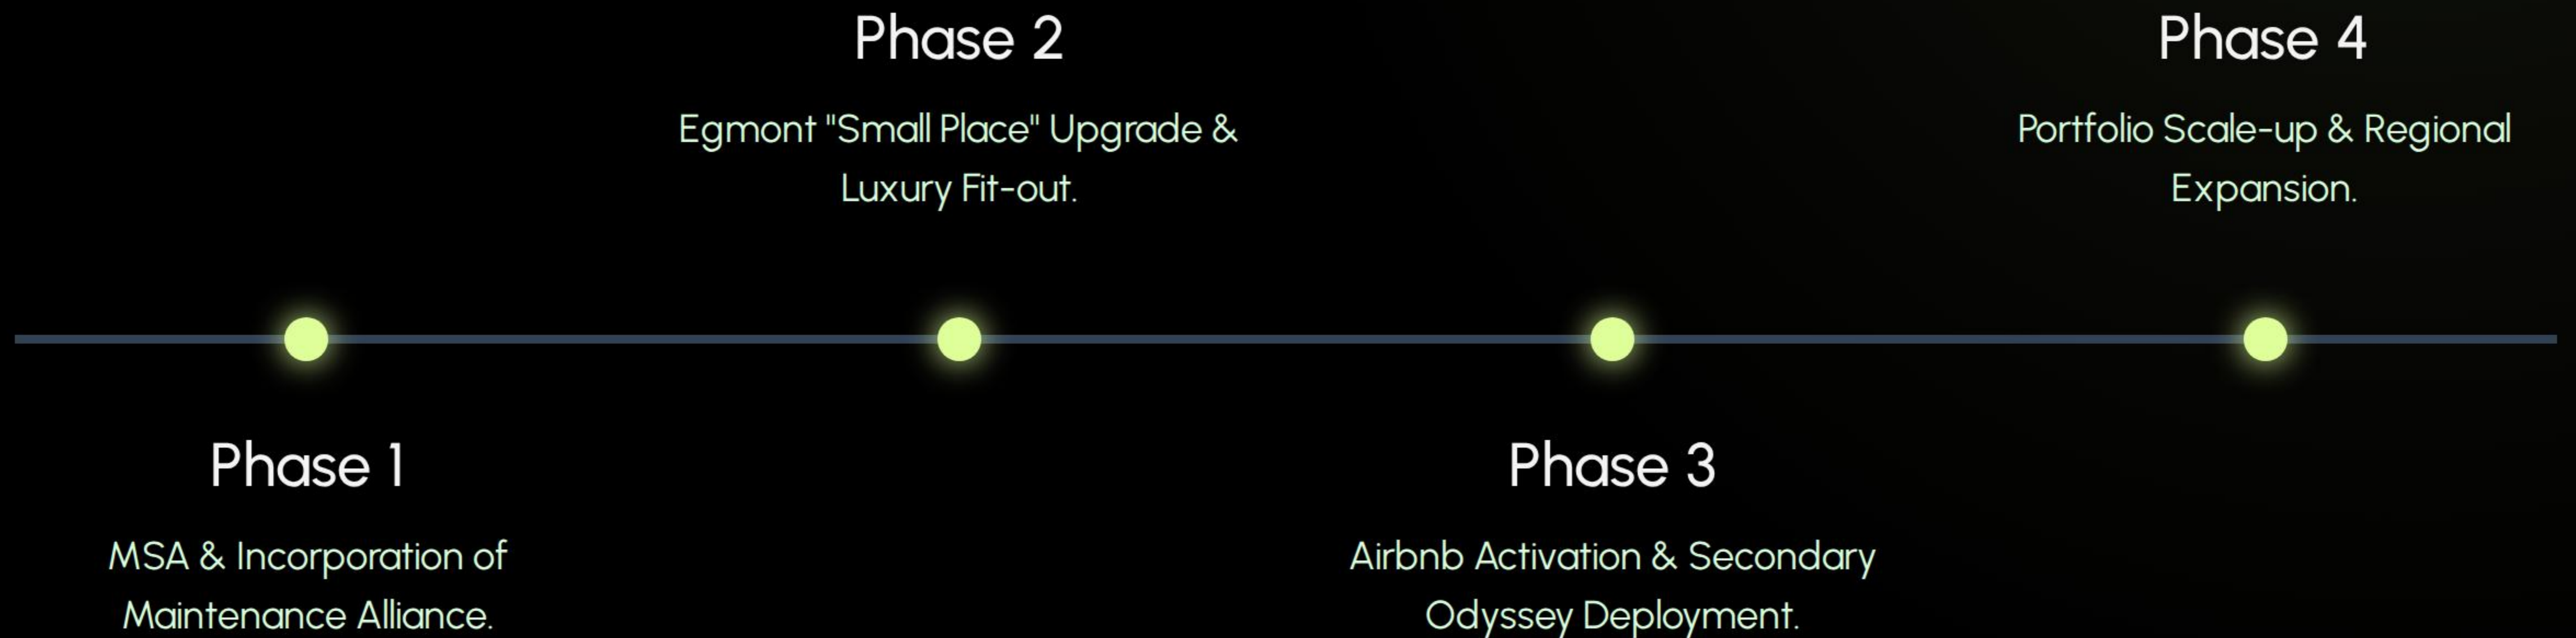 Phase 1
MSA & Incorporation of
Maintenance Alliance.
Phase 2
Egmont "Small Place" Upgrade &
Luxury Fit-out.
Phase 3
Airbnb Activation & Secondary
Odyssey Deployment.
Phase 4
Portfolio Scale-up & Regional
Expansion.